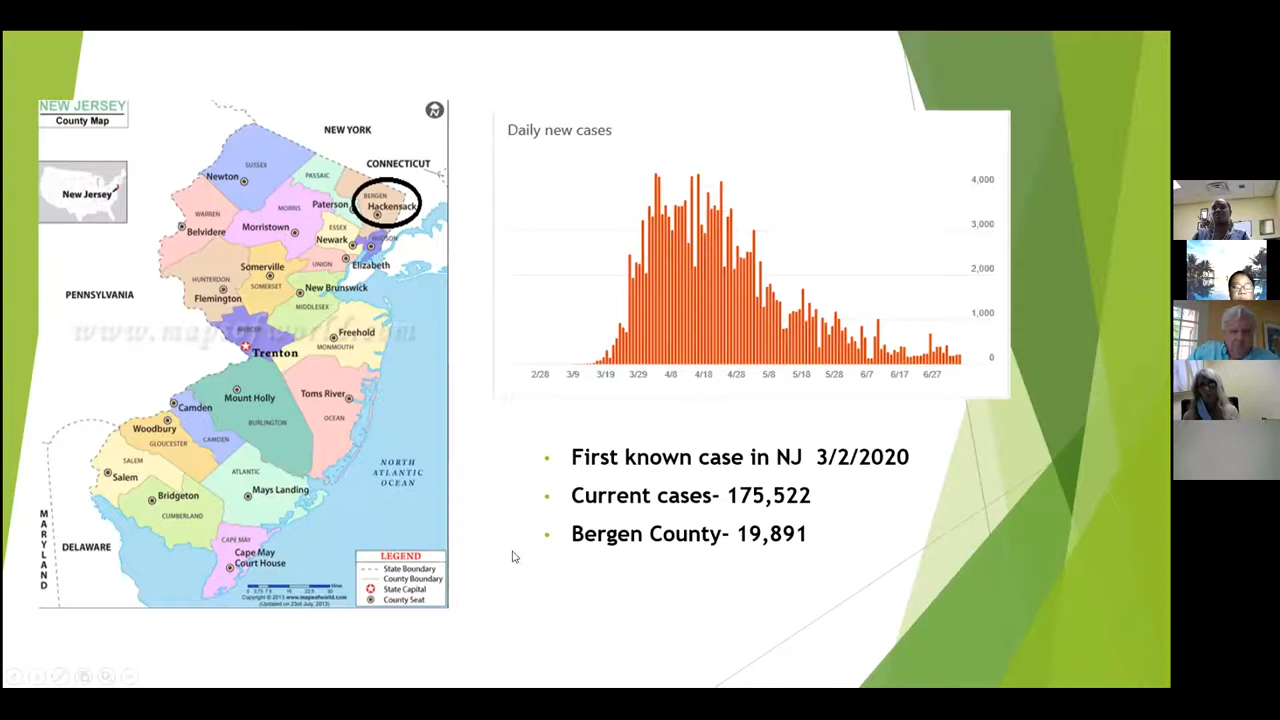 NEW JERSEY
County Map
New Jersey
NEW YORK
CONNECTICUT
PENNSYLVANIA
MARYLAND
DELAWARE
NORTH
ATLANTIC
OCEAN
SUSSEX
Newton
PASSAIC
BERGEN
Hackensack
Paterson
WARREN
Belvidere
MORRIS
Morristown
ESSEX
Newark
HUDSON
UNION
Elizabeth
HUNTERDON
Flemington
Somerville
SOMERSET
New Brunswick
MIDDLESEX
MERCER
Trenton
Freehold
MONMOUTH
www.mapsofworld.com
Mount Holly
BURLINGTON
Toms River
OCEAN
Camden
CAMDEN
Woodbury
GLOUCESTER
SALEM
Salem
ATLANTIC
Mays Landing
Bridgeton
CUMBERLAND
CAPE MAY
Cape May
Court House
LEGEND
State Boundary
County Boundary
State Capital
County Seat
Copyright © 2013 www.mapsofworld.com
(Updated on 23rd July, 2013)
Daily new cases
4,000
3,000
2,000
1,000
0
2/28 3/9 3/19 3/29 4/8 4/18 4/28 5/8 5/18 5/28 6/7 6/17 6/27
• First known case in NJ 3/2/2020
• Current cases- 175,522
• Bergen County- 19,891